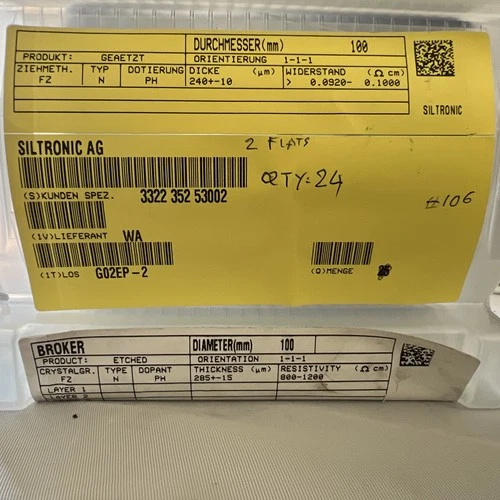 DURCHMESSER(mm) 100
PRODUKT: GEAETZT ORIENTIERUNG 1-1-1
ZIEHMETH. TYP DOTIERUNG DICKE (µm) WIDERSTAND (Ω cm)
FZ N PH 240+-10 > 0.0920- 0.1000
SILTRONIC
SILTRONIC AG
2 FLATS
QTY: 24
(S)KUNDEN SPEZ. 3322 352 53002
#106
(1V)LIEFERANT WA
(1T)LOS G02EP-2
(Q)MENGE
BROKER DIAMETER(mm) 100
PRODUCT: ETCHED ORIENTATION 1-1-1
CRYSTALGR. TYPE DOPANT THICKNESS (µm) RESISTIVITY (Ω cm)
FZ N PH 285+-15 800-1200
LAYER 1
LAYER 2